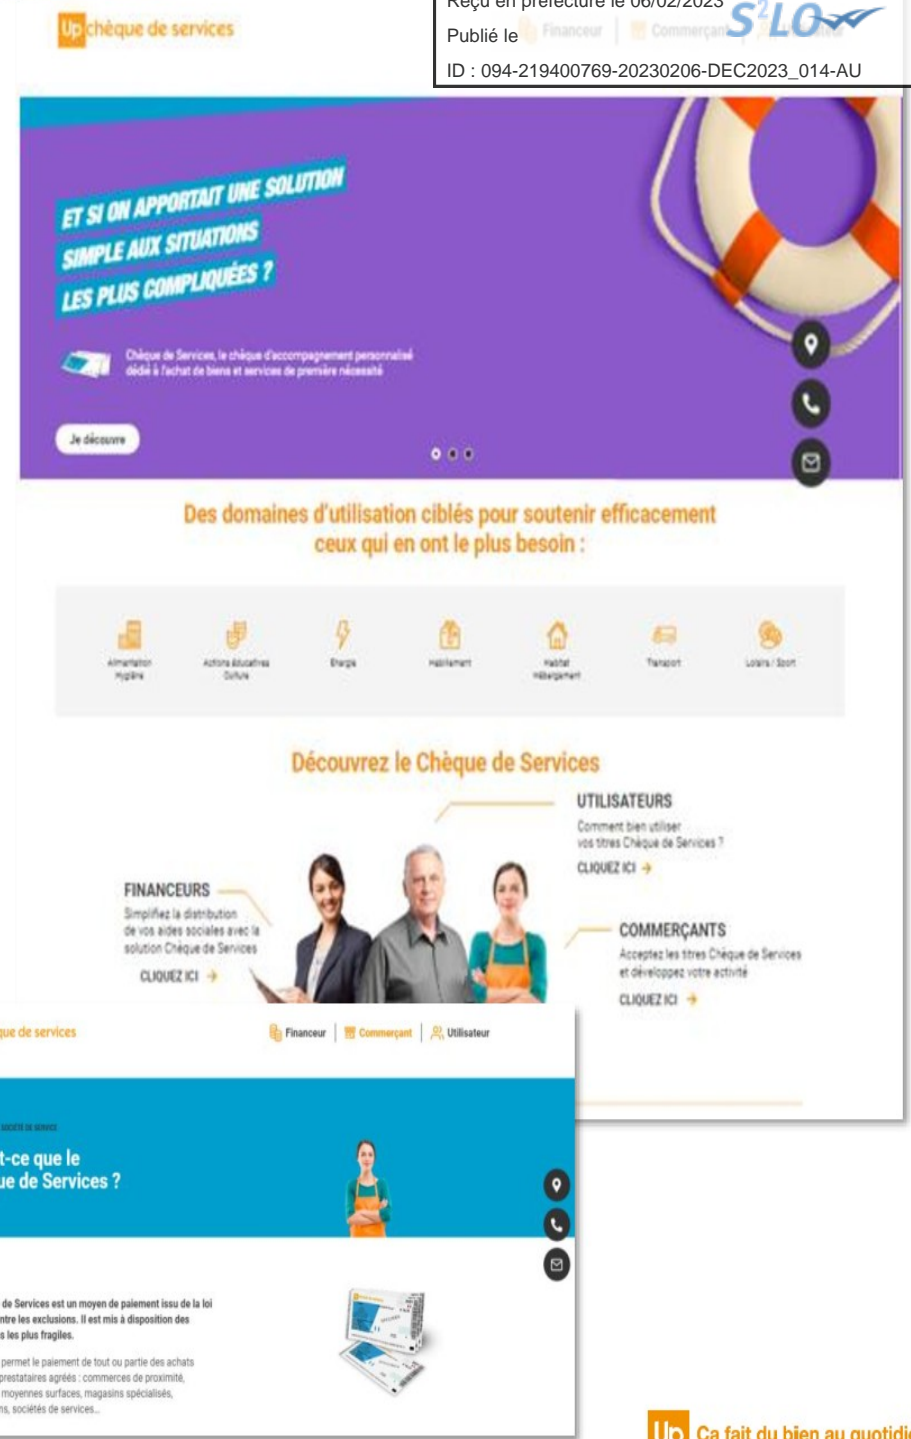 Reçu en préfecture le 06/02/2023
Publié le
S²LOW
ID : 094-219400769-20230206-DEC2023_014-AU
Up chèque de services
Financeur | Commerçant | Utilisateur
ET SI ON APPORTAIT UNE SOLUTION
SIMPLE AUX SITUATIONS
LES PLUS COMPLIQUÉES ?
Chèque de Services, le chèque d'accompagnement personnalisé
dédié à l'achat de biens et services de première nécessité
Je découvre
Des domaines d'utilisation ciblés pour soutenir efficacement
ceux qui en ont le plus besoin :
Alimentation
Hygiène
Actions éducatives
Culture
Énergie
Habillement
Habitat
Hébergement
Transport
Loisirs / Sport
Découvrez le Chèque de Services
UTILISATEURS
Comment bien utiliser
vos titres Chèque de Services ?
CLIQUEZ ICI →
FINANCEURS
Simplifiez la distribution
de vos aides sociales avec la
solution Chèque de Services
CLIQUEZ ICI →
COMMERÇANTS
Acceptez les titres Chèque de Services
et développez votre activité
CLIQUEZ ICI →
que de services
Financeur | Commerçant | Utilisateur
SOCIÉTÉ DE SERVICE
t-ce que le
ue de Services ?
de Services est un moyen de paiement issu de la loi
ntre les exclusions. Il est mis à disposition des
s les plus fragiles.
permet le paiement de tout ou partie des achats
prestataires agréés : commerces de proximité,
moyennes surfaces, magasins spécialisés,
ns, sociétés de services...
Up Ça fait du bien au quotidie